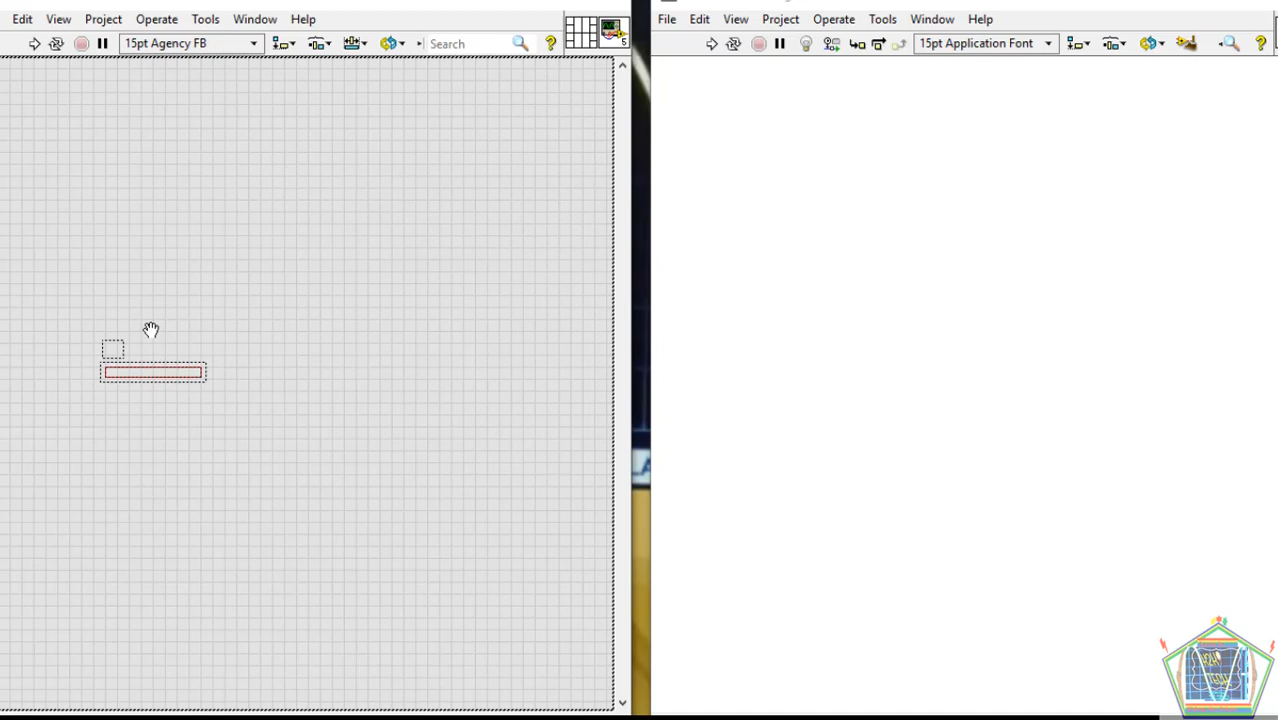 Edit View Project Operate Tools Window Help
15pt Agency FB Search
5
File Edit View Project Operate Tools Window Help
15pt Application Font